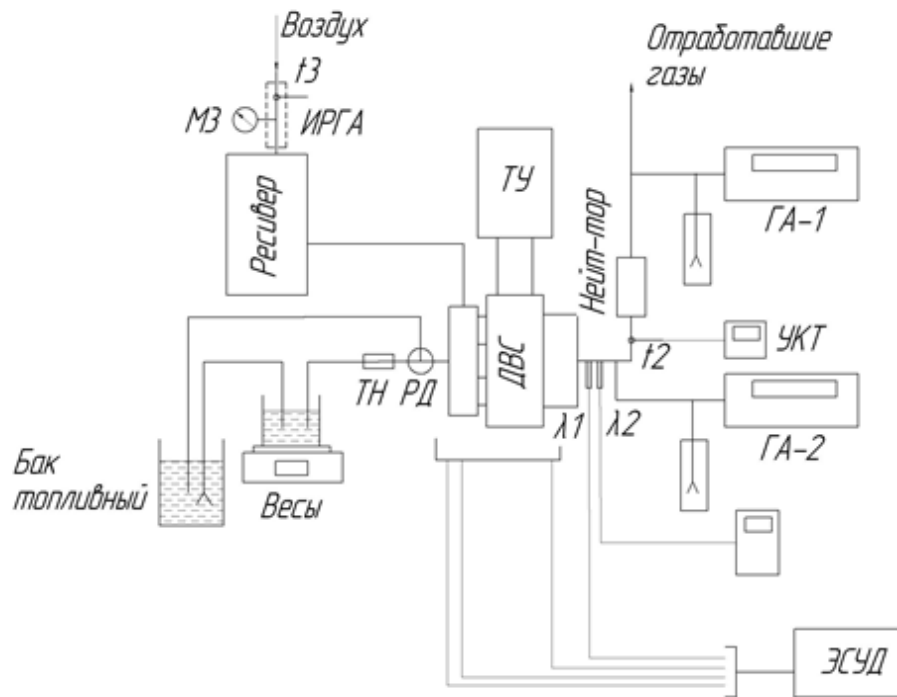 Воздух
t3
МЗ
ИРГА
Ресивер
ТУ
Отработавшие
газы
ГА-1
Нейт-тор
t2
УКТ
ДВС
ТН
РД
λ1
λ2
ГА-2
Бак
топливный
Весы
ЭСУД